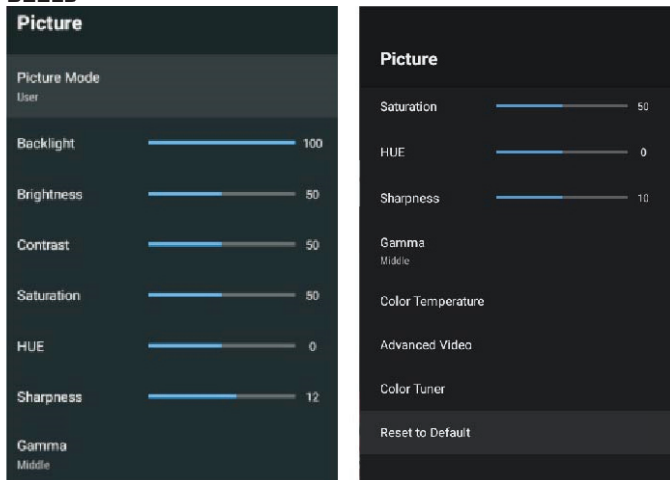 Picture
Picture Mode
User
Backlight 100
Brightness 50
Contrast 50
Saturation 50
HUE 0
Sharpness 12
Gamma
Middle
Picture
Saturation 50
HUE 0
Sharpness 10
Gamma
Middle
Color Temperature
Advanced Video
Color Tuner
Reset to Default